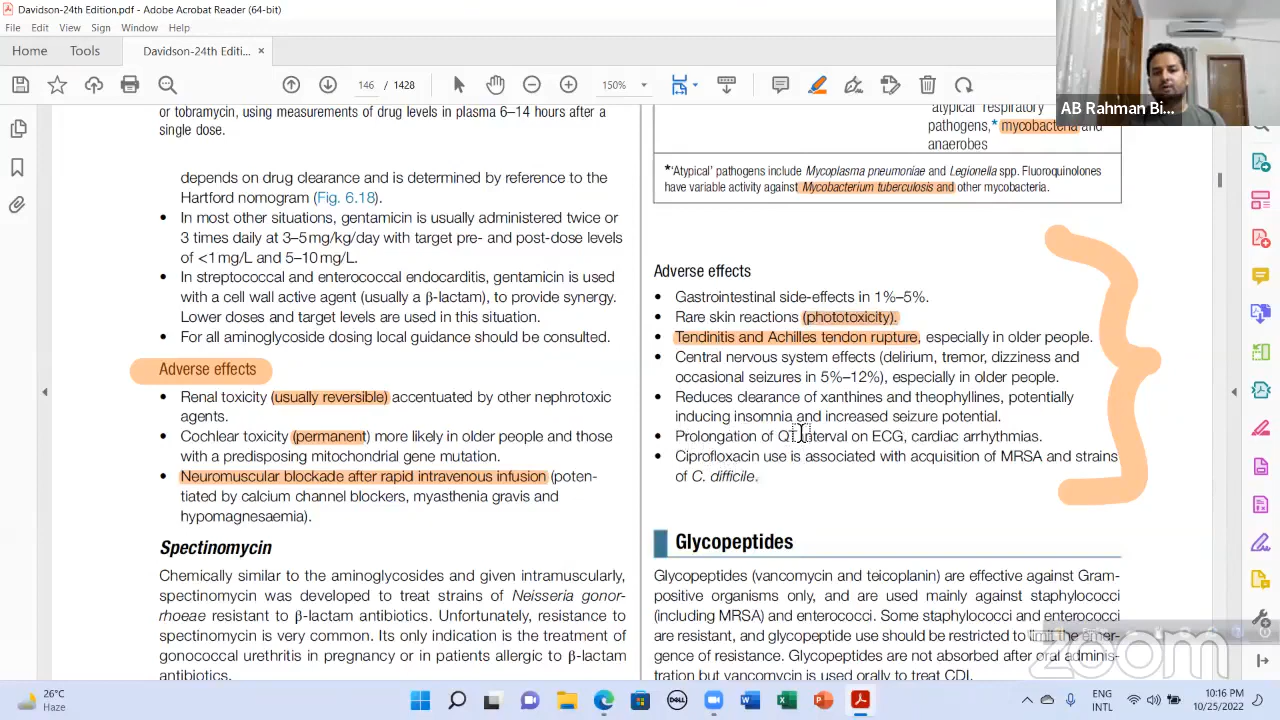 Davidson-24th Edition.pdf - Adobe Acrobat Reader (64-bit)
File Edit View Sign Window Help
Home Tools Davidson-24th Editi... ×
146 / 1428 150%
AB Rahman Bi...
or tobramycin, using measurements of drug levels in plasma 6–14 hours after a
single dose.
depends on drug clearance and is determined by reference to the
Hartford nomogram (Fig. 6.18).
• In most other situations, gentamicin is usually administered twice or
3 times daily at 3–5 mg/kg/day with target pre- and post-dose levels
of <1 mg/L and 5–10 mg/L.
• In streptococcal and enterococcal endocarditis, gentamicin is used
with a cell wall active agent (usually a β-lactam), to provide synergy.
Lower doses and target levels are used in this situation.
• For all aminoglycoside dosing local guidance should be consulted.
Adverse effects
• Renal toxicity (usually reversible) accentuated by other nephrotoxic
agents.
• Cochlear toxicity (permanent) more likely in older people and those
with a predisposing mitochondrial gene mutation.
• Neuromuscular blockade after rapid intravenous infusion (poten-
tiated by calcium channel blockers, myasthenia gravis and
hypomagnesaemia).
Spectinomycin
Chemically similar to the aminoglycosides and given intramuscularly,
spectinomycin was developed to treat strains of Neisseria gonor-
rhoeae resistant to β-lactam antibiotics. Unfortunately, resistance to
spectinomycin is very common. Its only indication is the treatment of
gonococcal urethritis in pregnancy or in patients allergic to β-lactam
antibiotics.
atypical respiratory
pathogens,* mycobacteria and
anaerobes
*'Atypical' pathogens include Mycoplasma pneumoniae and Legionella spp. Fluoroquinolones
have variable activity against Mycobacterium tuberculosis and other mycobacteria.
Adverse effects
• Gastrointestinal side-effects in 1%–5%.
• Rare skin reactions (phototoxicity).
• Tendinitis and Achilles tendon rupture, especially in older people.
• Central nervous system effects (delirium, tremor, dizziness and
occasional seizures in 5%–12%), especially in older people.
• Reduces clearance of xanthines and theophyllines, potentially
inducing insomnia and increased seizure potential.
• Prolongation of QT interval on ECG, cardiac arrhythmias.
• Ciprofloxacin use is associated with acquisition of MRSA and strains
of C. difficile.
Glycopeptides
Glycopeptides (vancomycin and teicoplanin) are effective against Gram-
positive organisms only, and are used mainly against staphylococci
(including MRSA) and enterococci. Some staphylococci and enterococci
are resistant, and glycopeptide use should be restricted to limit the emer-
gence of resistance. Glycopeptides are not absorbed after oral adminis-
tration but vancomycin is used orally to treat CDI.
zoom
26°C
Haze
DELL
ENG
INTL
10:16 PM
10/25/2022